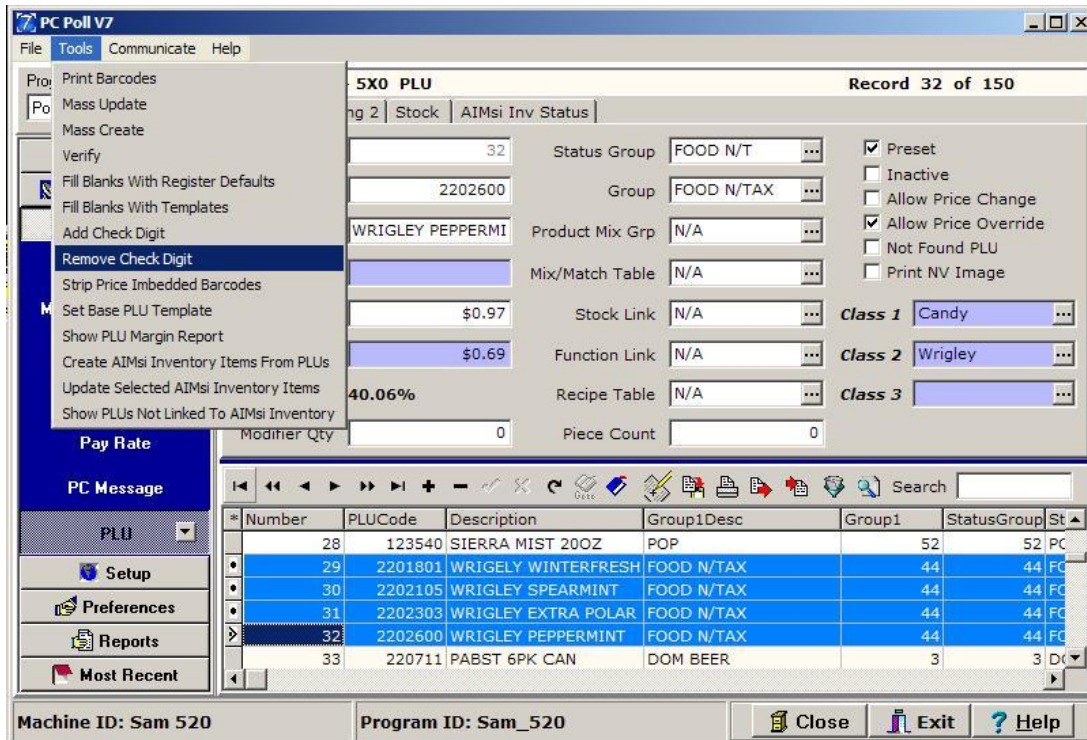 PC Poll V7
File Tools Communicate Help
Print Barcodes
Mass Update
Mass Create
Verify
Fill Blanks With Register Defaults
Fill Blanks With Templates
Add Check Digit
Remove Check Digit
Strip Price Imbedded Barcodes
Set Base PLU Template
Show PLU Margin Report
Create AIMsi Inventory Items From PLUs
Update Selected AIMsi Inventory Items
Show PLUs Not Linked To AIMsi Inventory
5X0 PLU Record 32 of 150
ng 2 Stock AIMsi Inv Status
32 Status Group FOOD N/T ... Preset
Inactive
2202600 Group FOOD N/TAX ... Allow Price Change
WRIGLEY PEPPERMI Product Mix Grp N/A ... Allow Price Override
Not Found PLU
Mix/Match Table N/A ... Print NV Image
$0.97 Stock Link N/A ... Class 1 Candy ...
$0.69 Function Link N/A ... Class 2 Wrigley ...
40.06% Recipe Table N/A ... Class 3 ...
Modifier Qty 0 Piece Count 0
Pay Rate
PC Message
PLU
Setup
Preferences
Reports
Most Recent
Search
* Number PLUCode Description Group1Desc Group1 StatusGroup St
28 123540 SIERRA MIST 20OZ POP 52 52 PO
29 2201801 WRIGELY WINTERFRESH FOOD N/TAX 44 44 FO
30 2202105 WRIGLEY SPEARMINT FOOD N/TAX 44 44 FO
31 2202303 WRIGLEY EXTRA POLAR FOOD N/TAX 44 44 FO
32 2202600 WRIGLEY PEPPERMINT FOOD N/TAX 44 44 FO
33 220711 PABST 6PK CAN DOM BEER 3 3 DO
Machine ID: Sam 520 Program ID: Sam_520 Close Exit ? Help